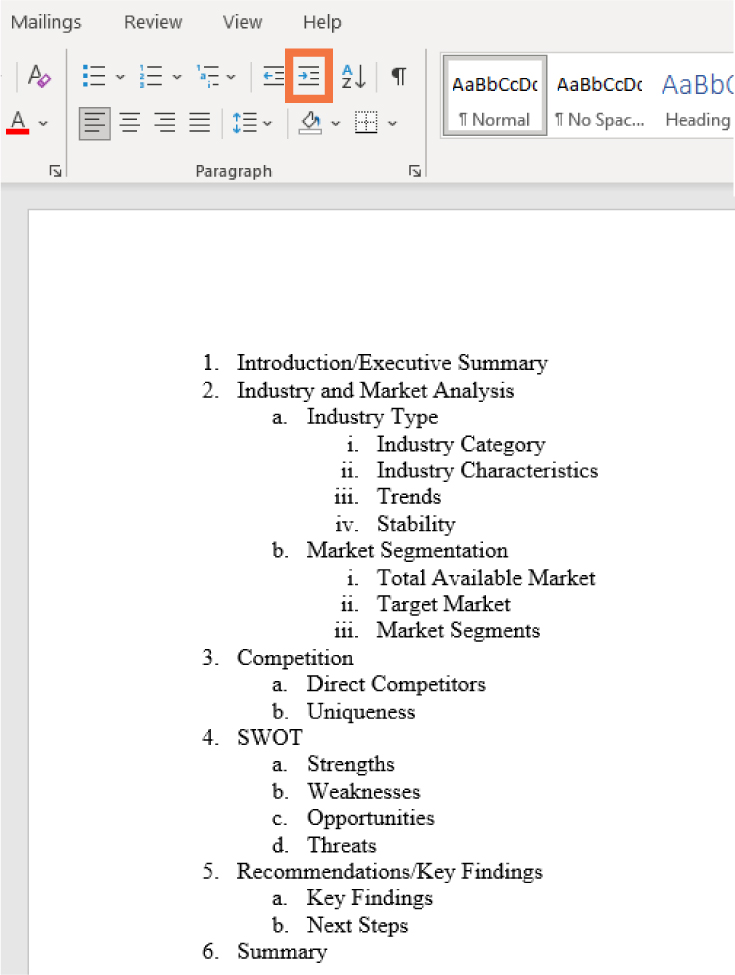 Mailings Review View Help
AaBbCcDc AaBbCcDc AaBbC
¶ Normal ¶ No Spac... Heading
Paragraph
1. Introduction/Executive Summary
2. Industry and Market Analysis
a. Industry Type
i. Industry Category
ii. Industry Characteristics
iii. Trends
iv. Stability
b. Market Segmentation
i. Total Available Market
ii. Target Market
iii. Market Segments
3. Competition
a. Direct Competitors
b. Uniqueness
4. SWOT
a. Strengths
b. Weaknesses
c. Opportunities
d. Threats
5. Recommendations/Key Findings
a. Key Findings
b. Next Steps
6. Summary